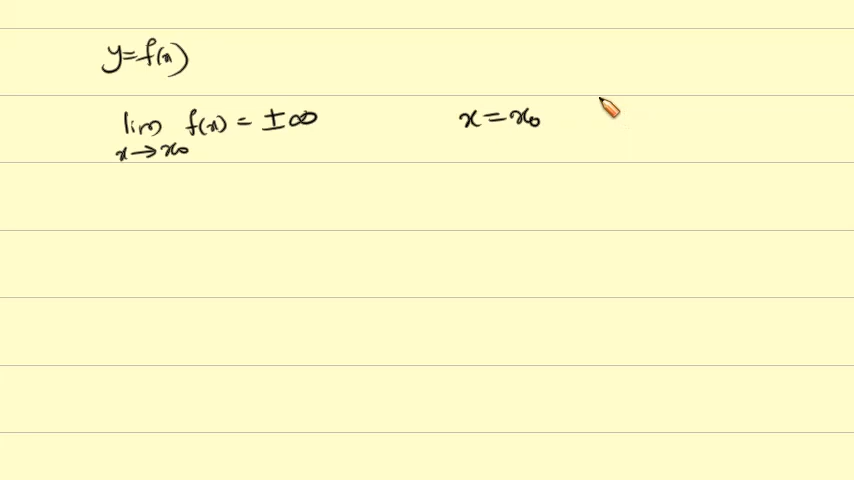 y=f(x)
lim f(x) = ±∞ x = x₀
x → x₀